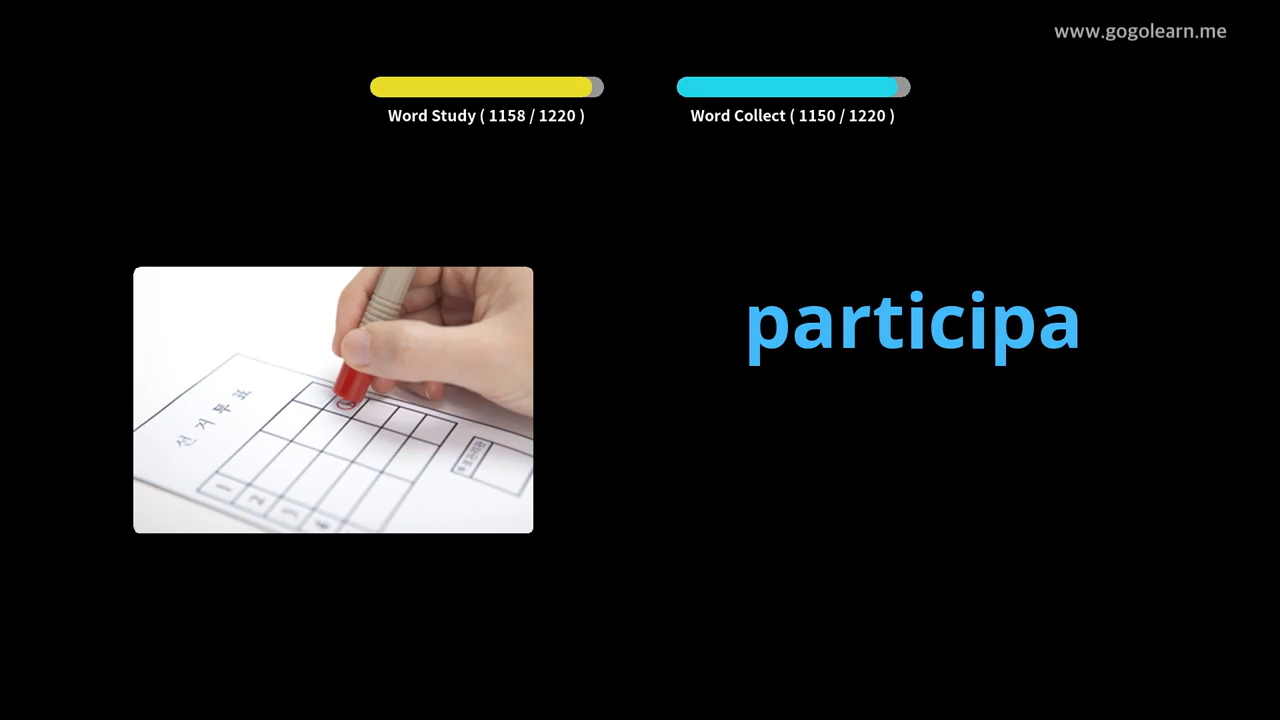 www.gogolearn.me
Word Study ( 1158 / 1220 )
Word Collect ( 1150 / 1220 )
participa
선거투표
1
2
3
4